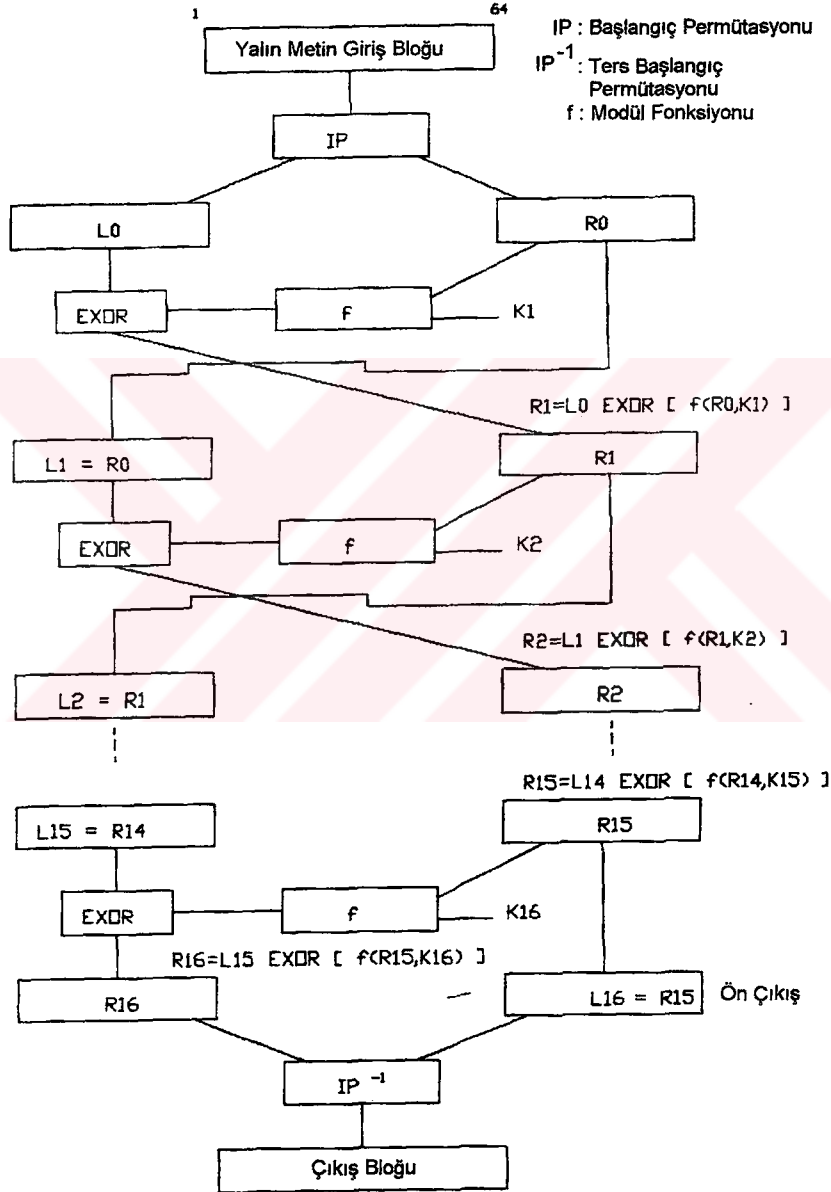 1 64
Yalın Metin Giriş Bloğu
IP : Başlangıç Permütasyonu
IP-1 : Ters Başlangıç
Permütasyonu
f : Modül Fonksiyonu
IP
L0 R0
EXOR f K1
R1=L0 EXOR [ f(R0,K1) ]
L1 = R0 R1
EXOR f K2
R2=L1 EXOR [ f(R1,K2) ]
L2 = R1 R2
R15=L14 EXOR [ f(R14,K15) ]
L15 = R14 R15
EXOR f K16
R16=L15 EXOR [ f(R15,K16) ]
R16 L16 = R15 Ön Çıkış
IP -1
Çıkış Bloğu